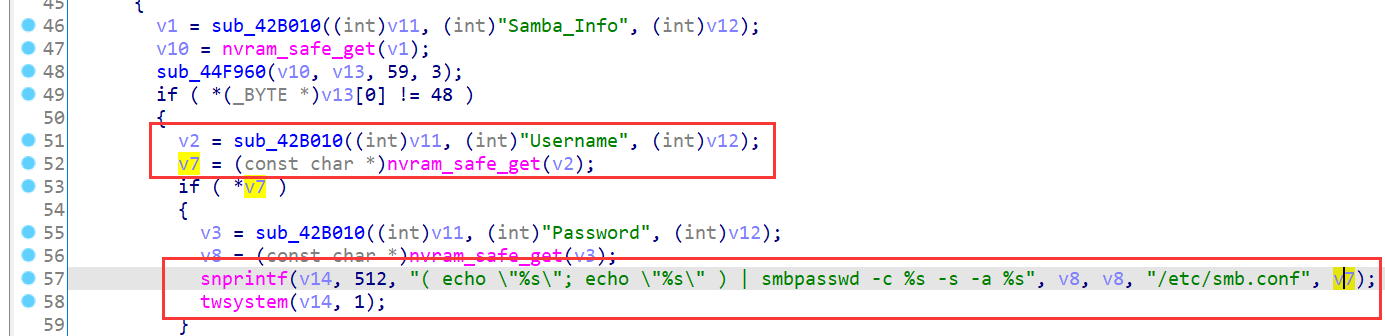 45 {
46 v1 = sub_42B010((int)v11, (int)"Samba_Info", (int)v12);
47 v10 = nvram_safe_get(v1);
48 sub_44F960(v10, v13, 59, 3);
49 if ( *(_BYTE *)v13[0] != 48 )
50 {
51 v2 = sub_42B010((int)v11, (int)"Username", (int)v12);
52 v7 = (const char *)nvram_safe_get(v2);
53 if ( *v7 )
54 {
55 v3 = sub_42B010((int)v11, (int)"Password", (int)v12);
56 v8 = (const char *)nvram_safe_get(v3);
57 snprintf(v14, 512, "( echo \"%s\"; echo \"%s\" ) | smbpasswd -c %s -s -a %s", v8, v8, "/etc/smb.conf", v7);
58 twsystem(v14, 1);
59 }